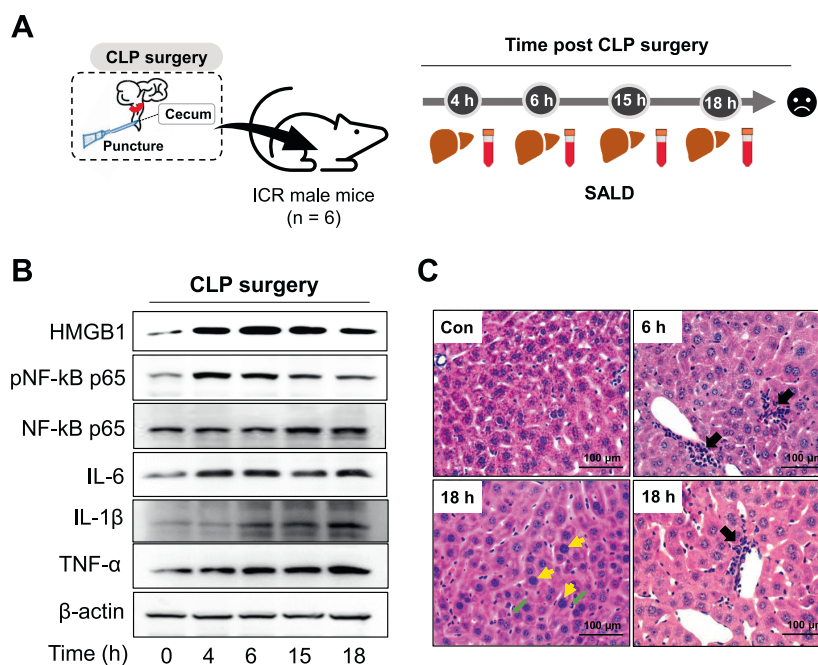 A
CLP surgery
Cecum
Puncture
ICR male mice
(n = 6)
Time post CLP surgery
4 h 6 h 15 h 18 h
SALD
B
CLP surgery
HMGB1
pNF-kB p65
NF-kB p65
IL-6
IL-1β
TNF-α
β-actin
Time (h) 0 4 6 15 18
C
Con
100 µm
6 h
100 µm
18 h
100 µm
18 h
100 µm